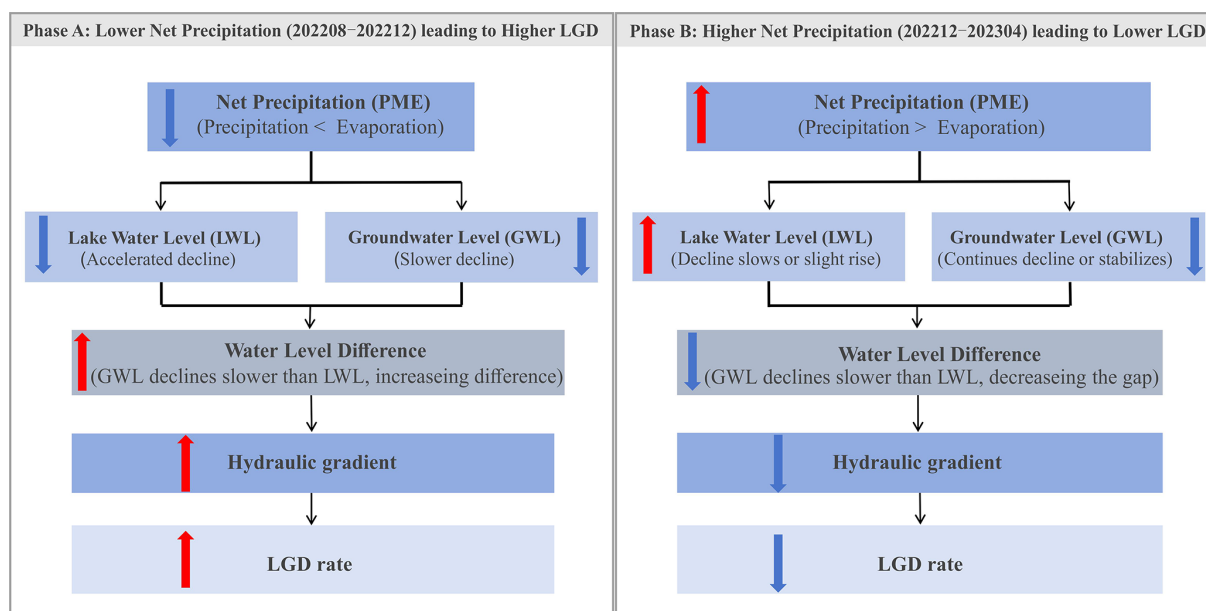 Phase A: Lower Net Precipitation (202208−202212) leading to Higher LGD
Net Precipitation (PME)
(Precipitation < Evaporation)
Lake Water Level (LWL)
(Accelerated decline)
Groundwater Level (GWL)
(Slower decline)
Water Level Difference
(GWL declines slower than LWL, increaseing difference)
Hydraulic gradient
LGD rate
Phase B: Higher Net Precipitation (202212−202304) leading to Lower LGD
Net Precipitation (PME)
(Precipitation > Evaporation)
Lake Water Level (LWL)
(Decline slows or slight rise)
Groundwater Level (GWL)
(Continues decline or stabilizes)
Water Level Difference
(GWL declines slower than LWL, decreaseing the gap)
Hydraulic gradient
LGD rate